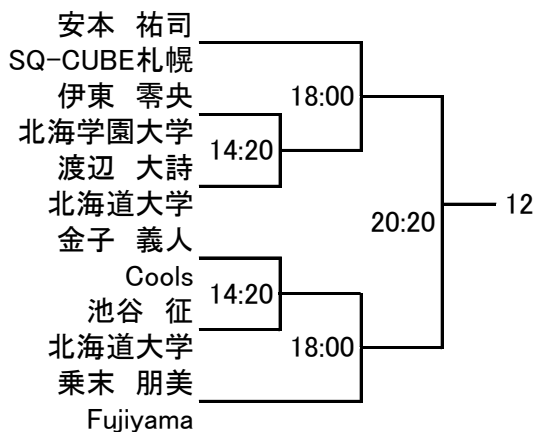 安本　祐司
SQ-CUBE札幌
伊東　零央
18:00
北海学園大学
14:20
渡辺　大詩
北海道大学
12
20:20
金子　義人
Cools
14:20
池谷　征
北海道大学
18:00
乗末　朋美
Fujiyama